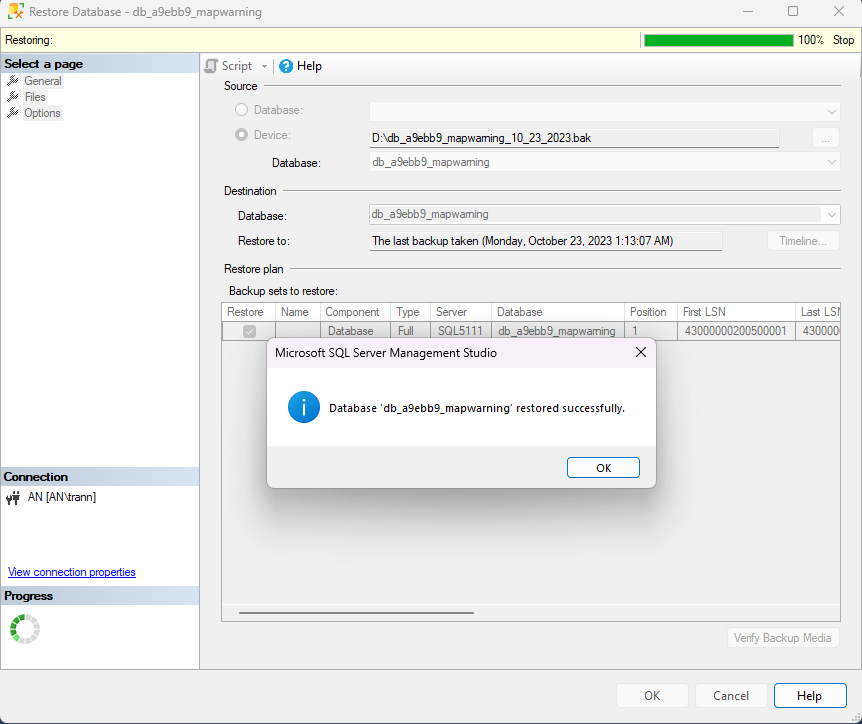 Restore Database - db_a9ebb9_mapwarning
Restoring: 100% Stop
Select a page
General
Files
Options
Script Help
Source
Database:
Device: D:\db_a9ebb9_mapwarning_10_23_2023.bak ...
Database: db_a9ebb9_mapwarning
Destination
Database: db_a9ebb9_mapwarning
Restore to: The last backup taken (Monday, October 23, 2023 1:13:07 AM) Timeline...
Restore plan
Backup sets to restore:
Restore Name Component Type Server Database Position First LSN Last LSN
Database Full SQL5111 db_a9ebb9_mapwarning 1 43000000200500001 430000
Microsoft SQL Server Management Studio
Database 'db_a9ebb9_mapwarning' restored successfully.
OK
Connection
AN [AN\trann]
View connection properties
Progress
Verify Backup Media
OK Cancel Help